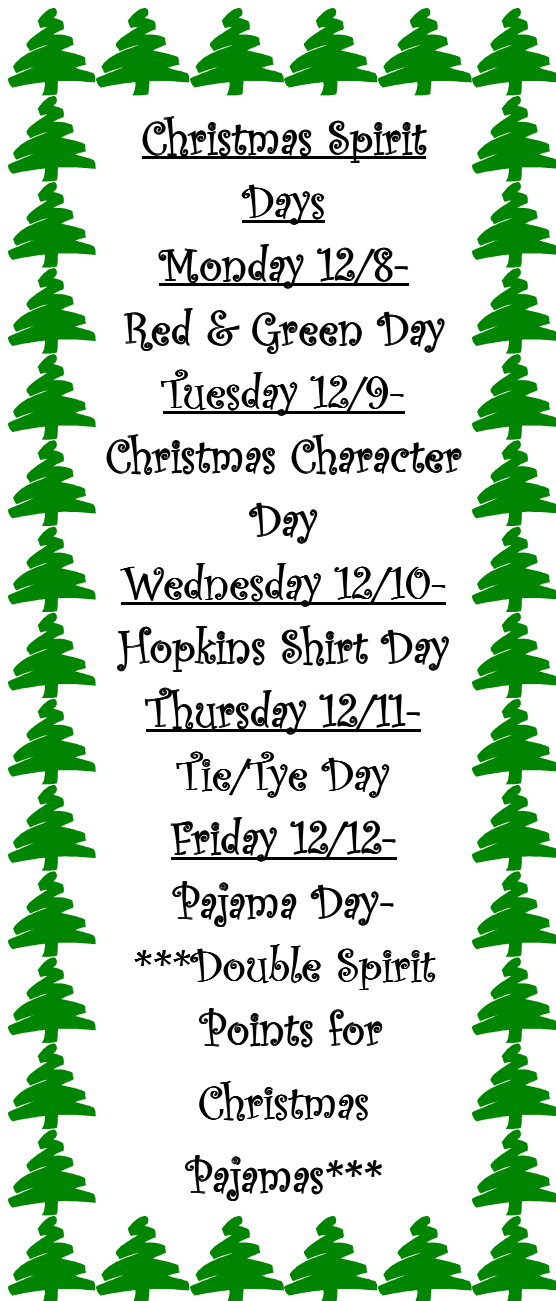 Christmas Spirit
Days
Monday 12/8-
Red & Green Day
Tuesday 12/9-
Christmas Character
Day
Wednesday 12/10-
Hopkins Shirt Day
Thursday 12/11-
Tie/Tye Day
Friday 12/12-
Pajama Day-
***Double Spirit
Points for
Christmas
Pajamas***